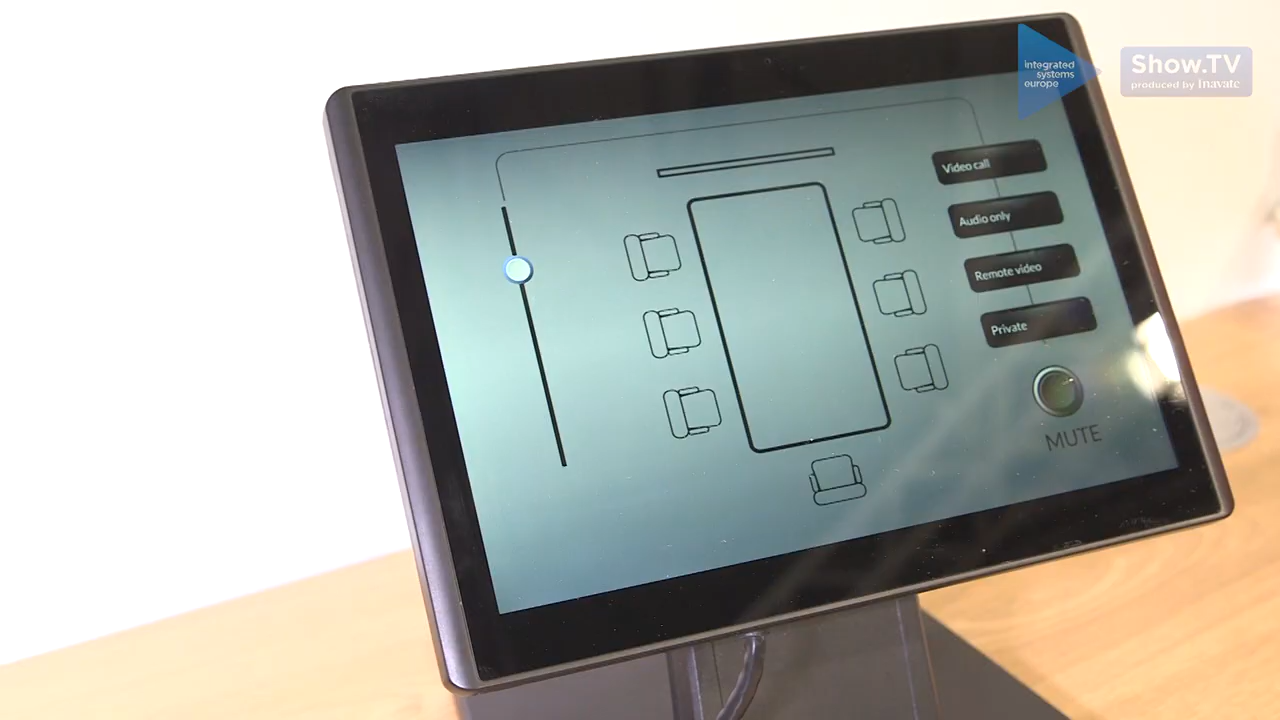 integrated
systems
europe
Show.TV
produced by inavate
Video call
Audio only
Remote video
Private
MUTE